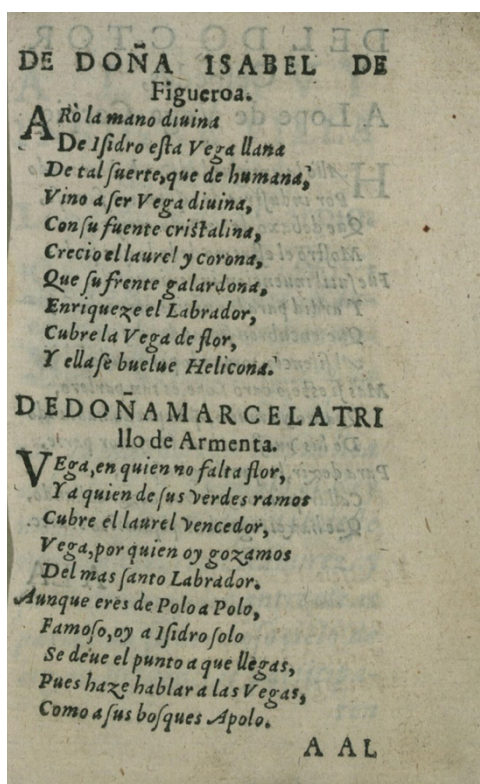 DE DOÑA ISABEL DE
Figueroa.
ARò la mano diuina
De Isidro esta Vega llana
De tal suerte, que de humana,
Vino a ser Vega diuina,
Con su fuente cristalina,
Crecio el laurel y corona,
Que su frente galardona,
Enriqueze el Labrador,
Cubre la Vega de flor,
Y ella se buelue Helicona.
DE DOÑA MARCELA TRI
llo de Armenta.
VEga, en quien no falta flor,
Y a quien de sus verdes ramos
Cubre el laurel vencedor,
Vega, por quien oy gozamos
Del mas santo Labrador.
Aunque eres de Polo a Polo,
Famoso, oy a Isidro solo
Se deue el punto a que llegas,
Pues haze hablar a las Vegas,
Como a sus bosques Apolo.
A AL